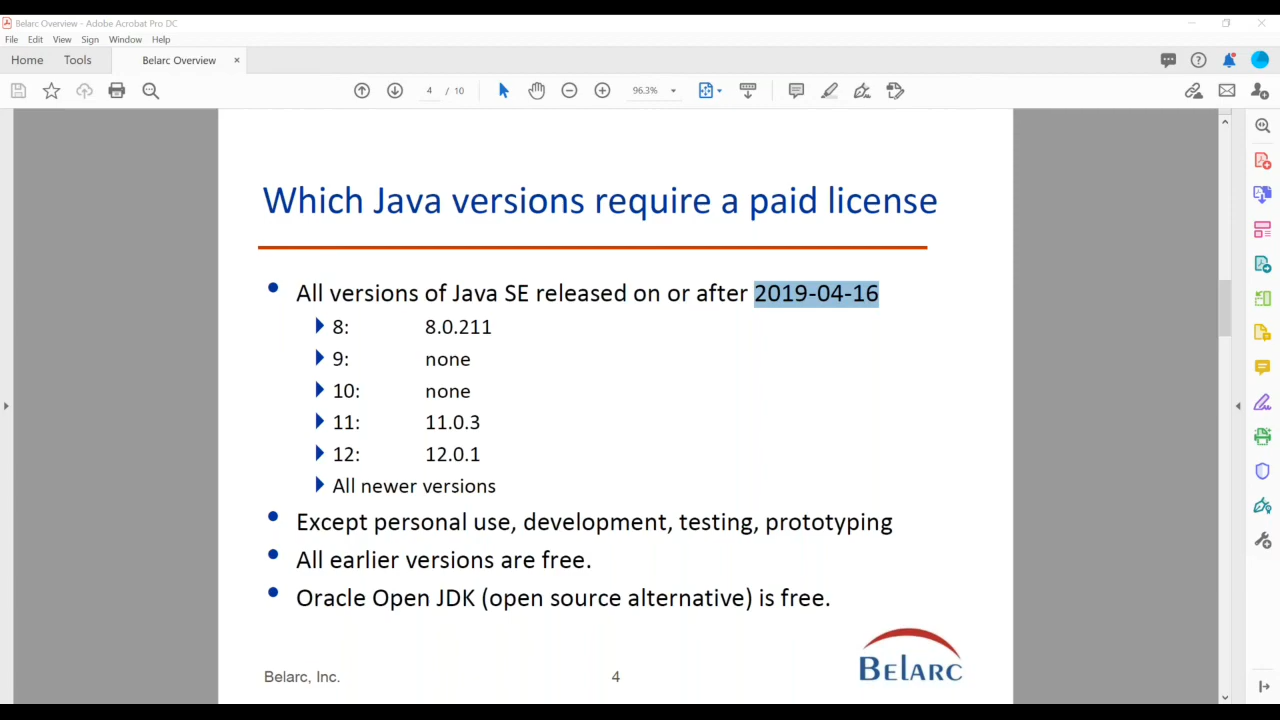 Belarc Overview - Adobe Acrobat Pro DC
File Edit View Sign Window Help
Home Tools Belarc Overview ×
4 / 10 96.3%
Which Java versions require a paid license
All versions of Java SE released on or after 2019-04-16
8: 8.0.211
9: none
10: none
11: 11.0.3
12: 12.0.1
All newer versions
Except personal use, development, testing, prototyping
All earlier versions are free.
Oracle Open JDK (open source alternative) is free.
BELARC
Belarc, Inc. 4